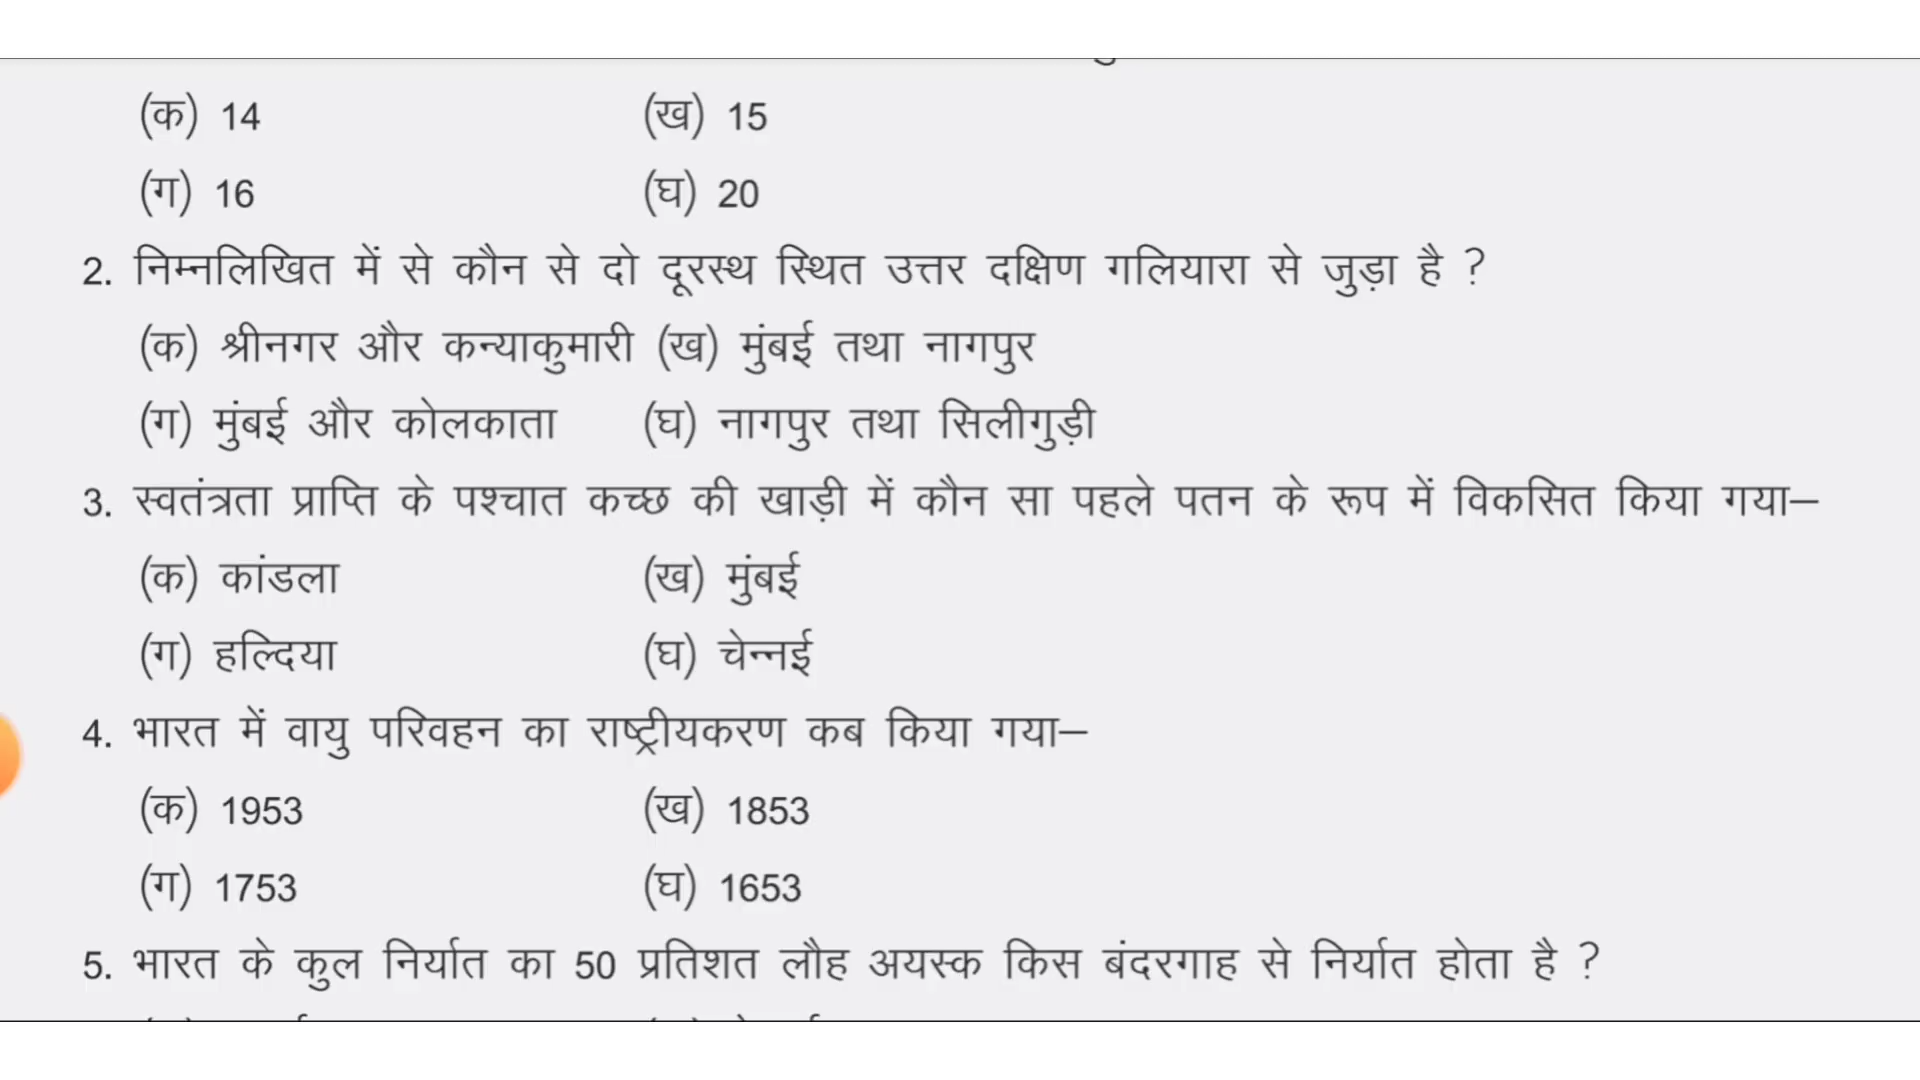 (क) 14 (ख) 15
(ग) 16 (घ) 20
2. निम्नलिखित में से कौन से दो दूरस्थ स्थित उत्तर दक्षिण गलियारा से जुड़ा है ?
(क) श्रीनगर और कन्याकुमारी (ख) मुंबई तथा नागपुर
(ग) मुंबई और कोलकाता (घ) नागपुर तथा सिलीगुड़ी
3. स्वतंत्रता प्राप्ति के पश्चात कच्छ की खाड़ी में कौन सा पहले पतन के रूप में विकसित किया गया–
(क) कांडला (ख) मुंबई
(ग) हल्दिया (घ) चेन्नई
4. भारत में वायु परिवहन का राष्ट्रीयकरण कब किया गया–
(क) 1953 (ख) 1853
(ग) 1753 (घ) 1653
5. भारत के कुल निर्यात का 50 प्रतिशत लौह अयस्क किस बंदरगाह से निर्यात होता है ?